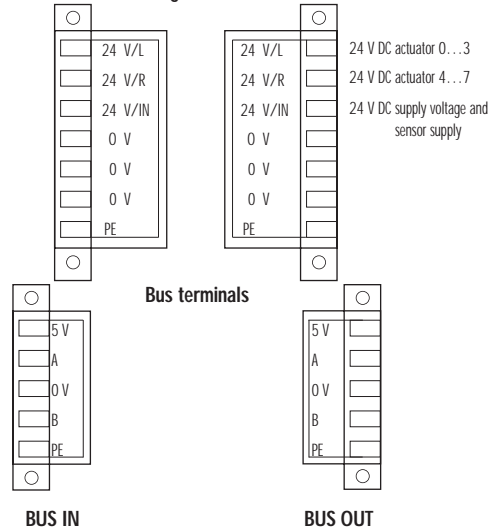 24 V/L
24 V/R
24 V/IN
0 V
0 V
0 V
PE
24 V/L
24 V/R
24 V/IN
0 V
0 V
0 V
PE
24 V DC actuator 0...3
24 V DC actuator 4...7
24 V DC supply voltage and
sensor supply
Bus terminals
5 V
A
0 V
B
PE
5 V
A
0 V
B
PE
BUS IN
BUS OUT